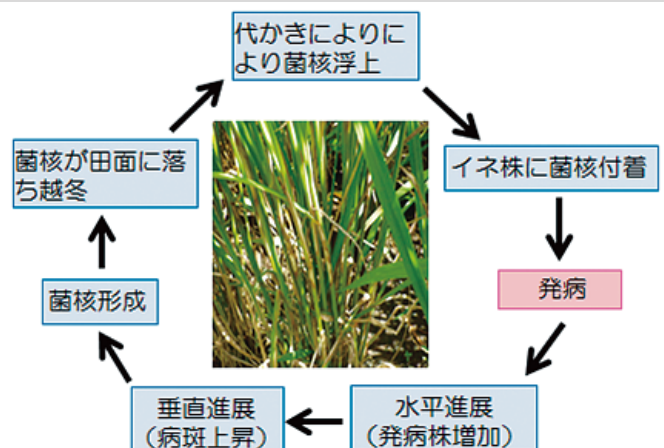 代かきによりに
より菌核浮上
イネ株に菌核付着
発病
水平進展
（発病株増加）
垂直進展
（病斑上昇）
菌核形成
菌核が田面に落
ち越冬